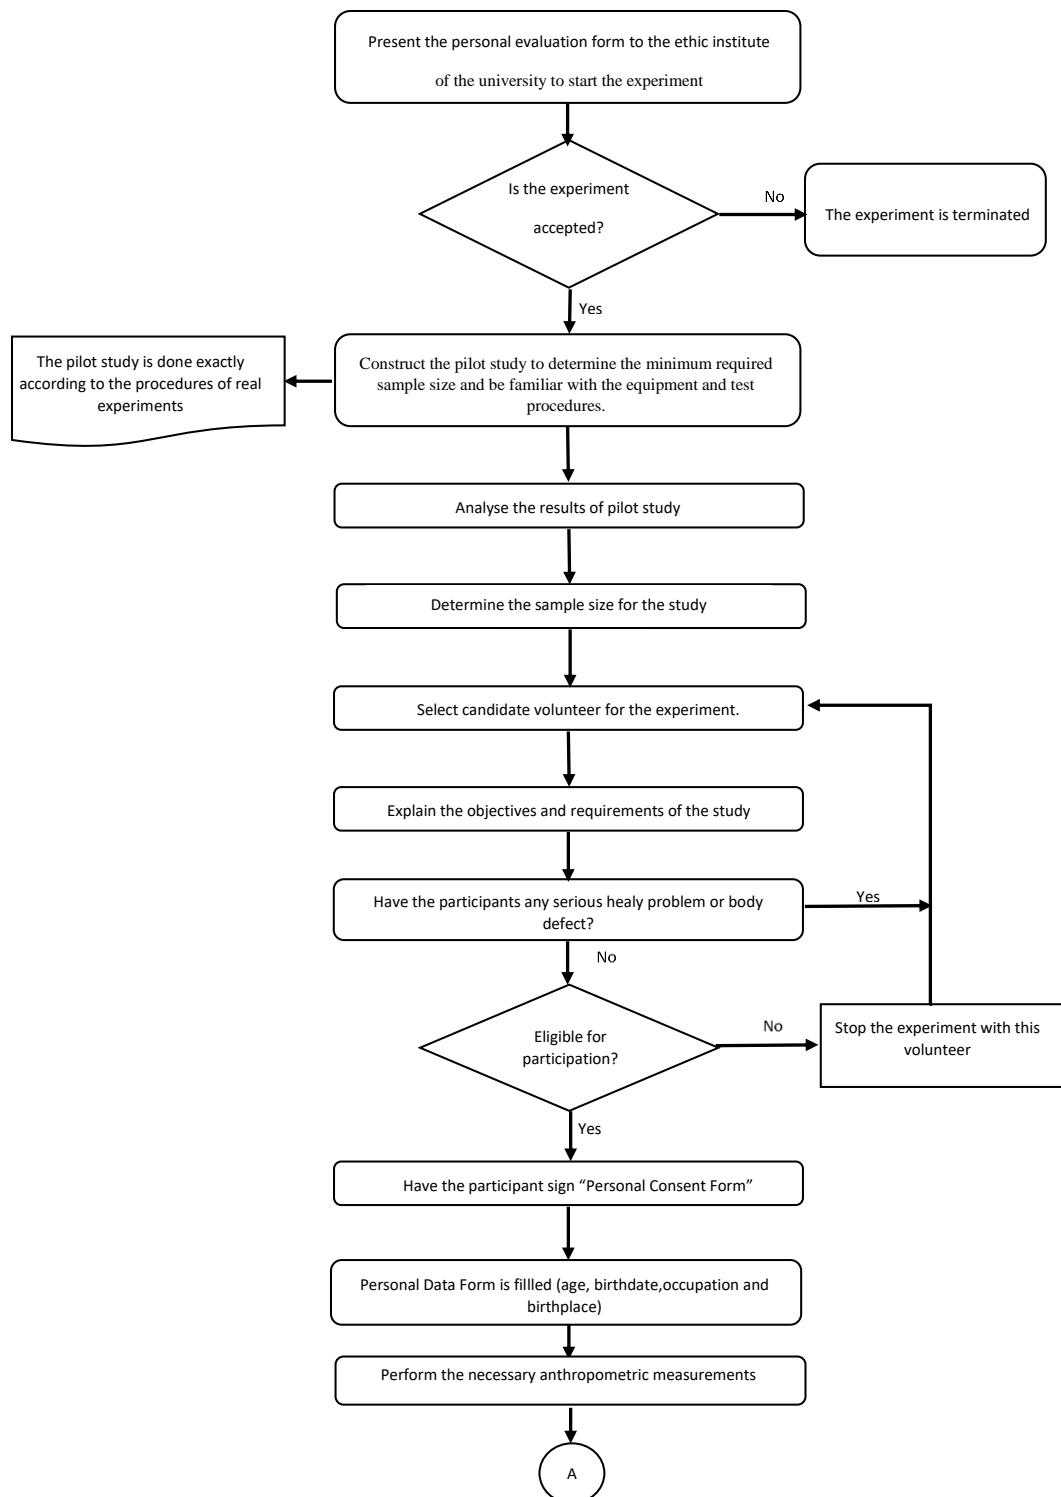 Present the personal evaluation form to the ethic institute
of the university to start the experiment
Is the experiment
accepted?
No
The experiment is terminated
Yes
The pilot study is done exactly
according to the procedures of real
experiments
Construct the pilot study to determine the minimum required
sample size and be familiar with the equipment and test
procedures.
Analyse the results of pilot study
Determine the sample size for the study
Select candidate volunteer for the experiment.
Explain the objectives and requirements of the study
Have the participants any serious healy problem or body
defect?
Yes
No
Eligible for
participation?
No
Stop the experiment with this
volunteer
Yes
Have the participant sign “Personal Consent Form”
Personal Data Form is fillled (age, birthdate,occupation and
birthplace)
Perform the necessary anthropometric measurements
A